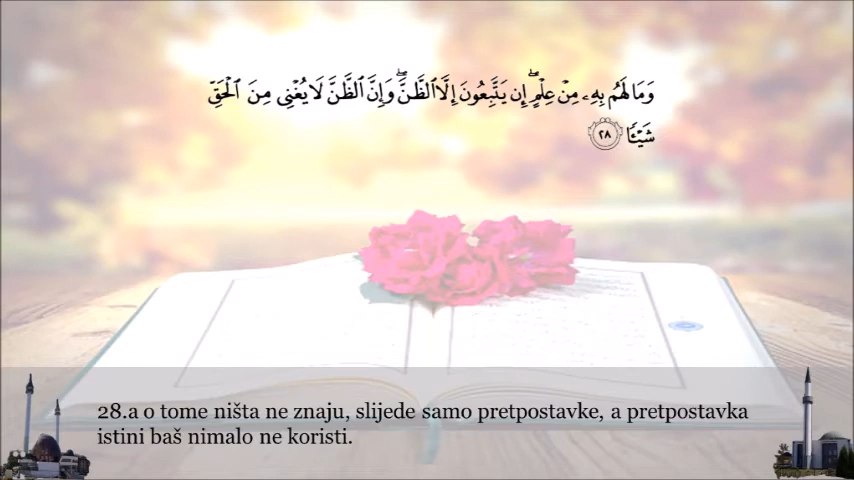 وَمَا لَهُم بِهِۦ مِنۡ عِلۡمٍۖ إِن يَتَّبِعُونَ إِلَّا ٱلظَّنَّۖ وَإِنَّ ٱلظَّنَّ لَا يُغۡنِي مِنَ ٱلۡحَقِّ
شَيۡـٔٗا ٢٨
28.a o tome ništa ne znaju, slijede samo pretpostavke, a pretpostavka
istini baš nimalo ne koristi.